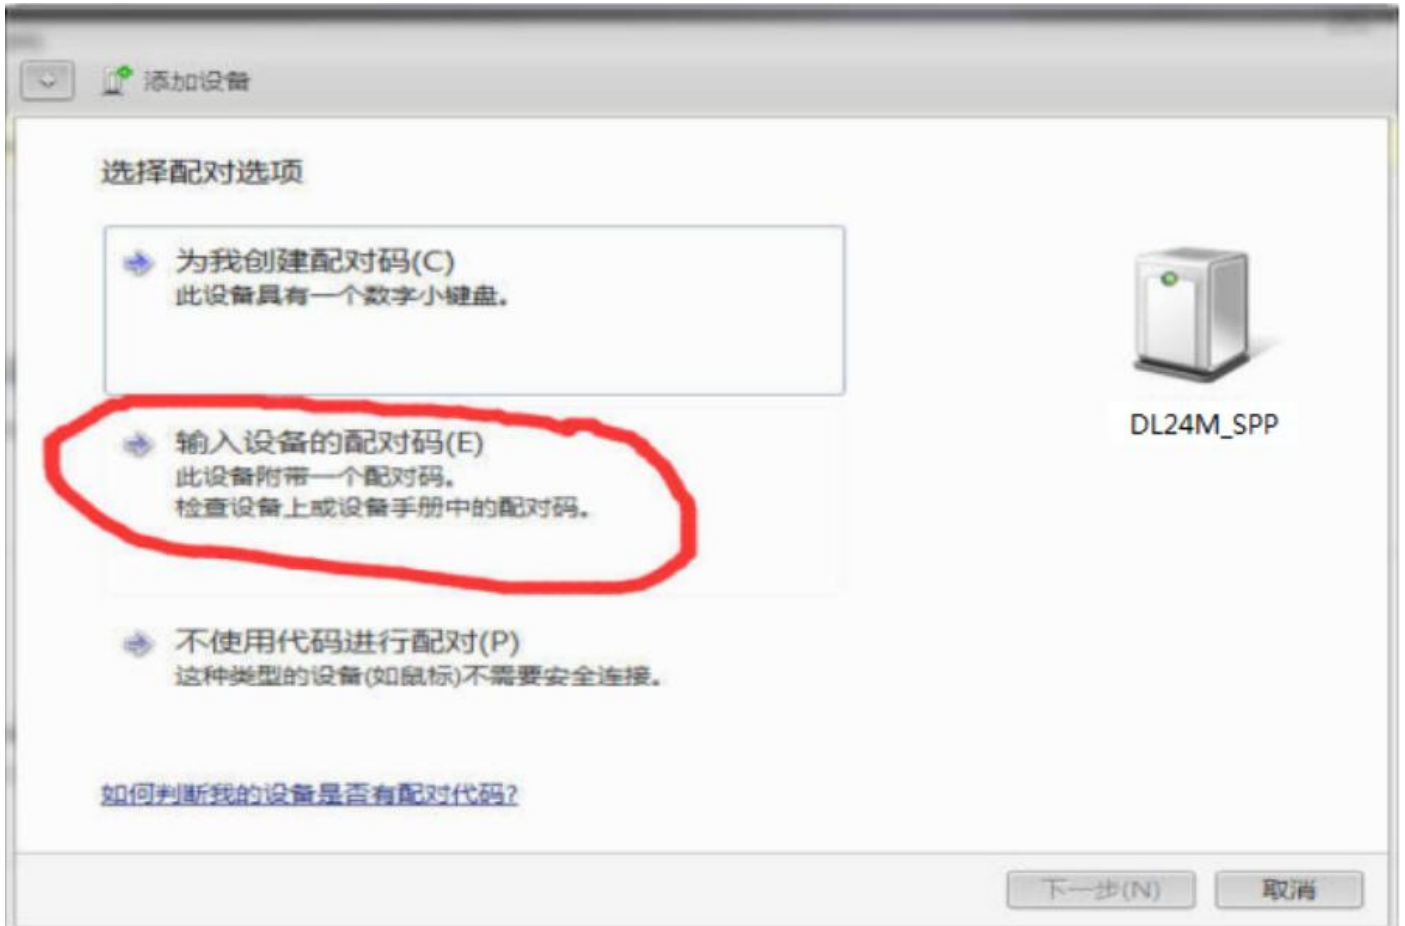 添加设备
选择配对选项
为我创建配对码(C)
此设备具有一个数字小键盘。
DL24M_SPP
输入设备的配对码(E)
此设备附带一个配对码。
检查设备上或设备手册中的配对码。
不使用代码进行配对(P)
这种类型的设备(如鼠标)不需要安全连接。
如何判断我的设备是否有配对代码?
下一步(N)
取消